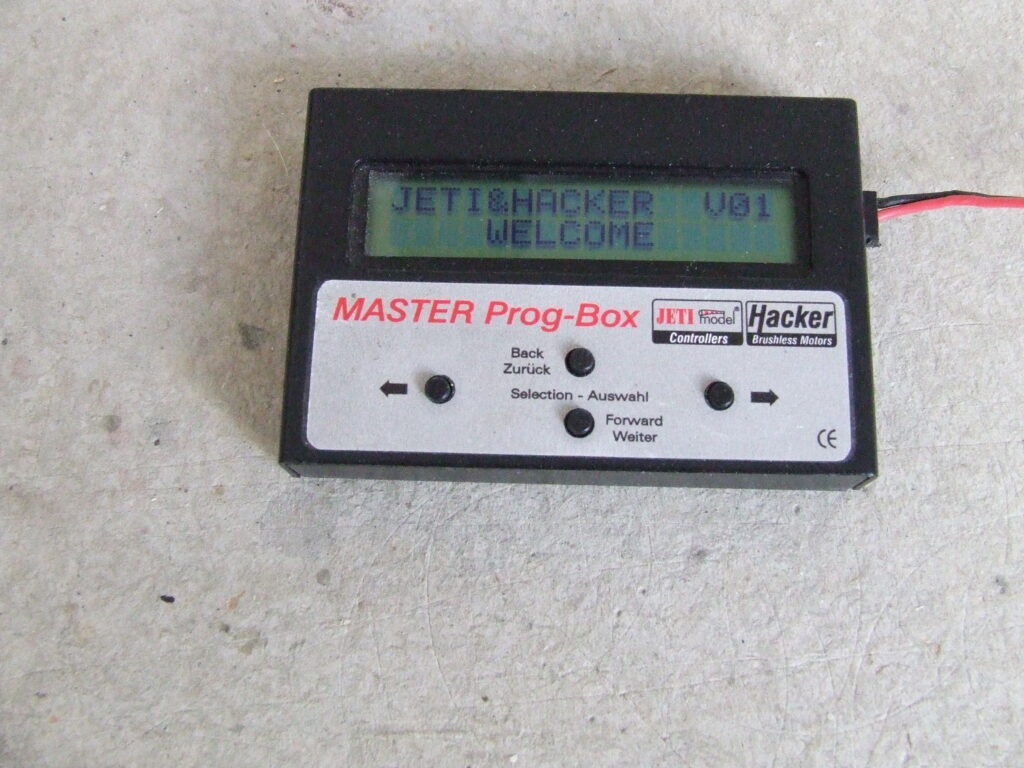 JETI&HACKER V01
WELCOME
MASTER Prog-Box
JETI model®
Controllers
Hacker
Brushless Motors
Back
Zurück
Selection - Auswahl
Forward
Weiter
CE